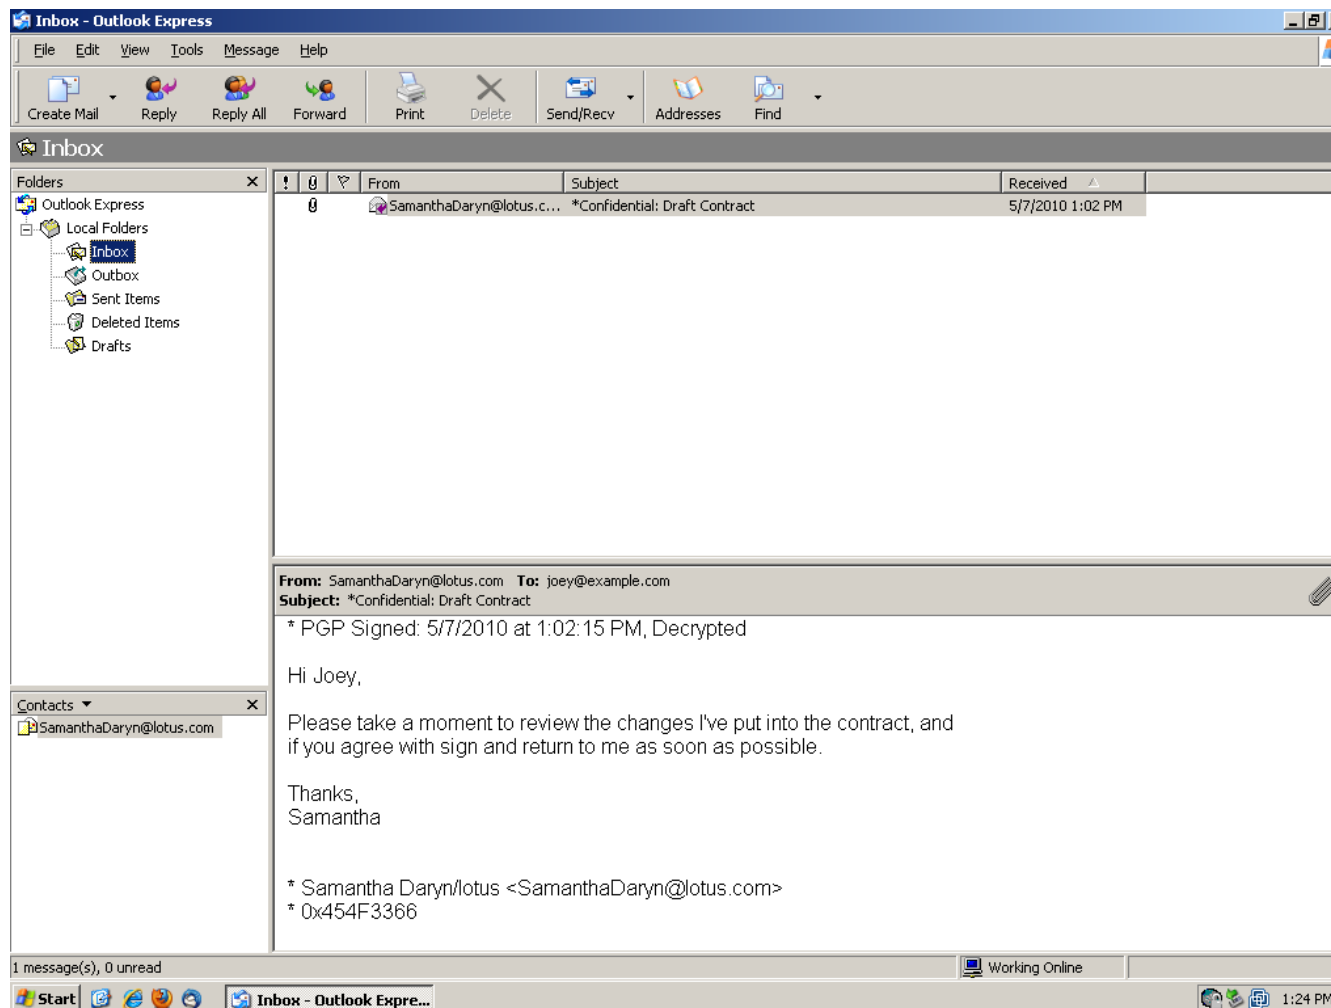 Inbox - Outlook Express
File Edit View Tools Message Help
Create Mail Reply Reply All Forward Print Delete Send/Recv Addresses Find
Inbox
Folders
! From Subject Received
Outlook Express
SamanthaDaryn@lotus.c... *Confidential: Draft Contract 5/7/2010 1:02 PM
Local Folders
Inbox
Outbox
Sent Items
Deleted Items
Drafts
From: SamanthaDaryn@lotus.com To: joey@example.com
Subject: *Confidential: Draft Contract
* PGP Signed: 5/7/2010 at 1:02:15 PM, Decrypted
Hi Joey,
Please take a moment to review the changes I've put into the contract, and
if you agree with sign and return to me as soon as possible.
Thanks,
Samantha
* Samantha Daryn/lotus <SamanthaDaryn@lotus.com>
* 0x454F3366
Contacts
SamanthaDaryn@lotus.com
1 message(s), 0 unread Working Online
Start Inbox - Outlook Expre... 1:24 PM